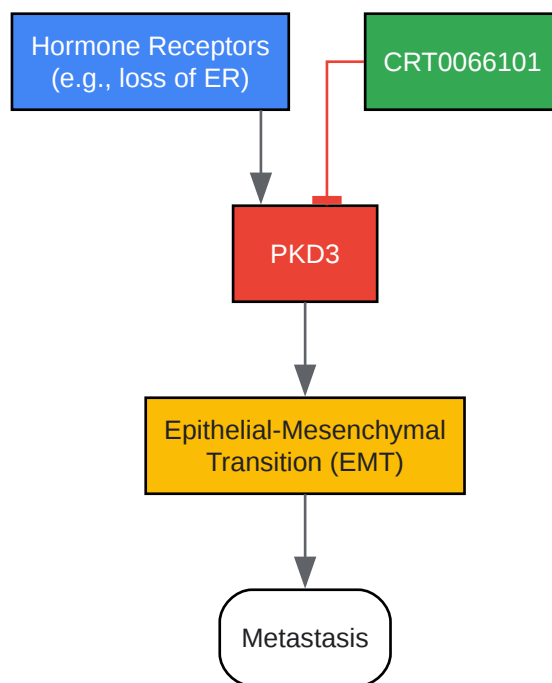 Hormone Receptors
(e.g., loss of ER)
CRT0066101
PKD3
Epithelial-Mesenchymal
Transition (EMT)
Metastasis